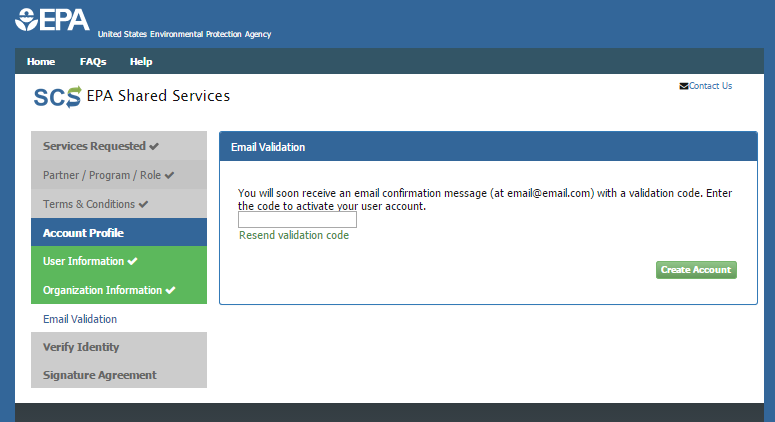 EPA
United States Environmental Protection Agency
Home FAQs Help
Contact Us
SCS EPA Shared Services
Services Requested
Partner / Program / Role
Terms & Conditions
Account Profile
User Information
Organization Information
Email Validation
Verify Identity
Signature Agreement
Email Validation
You will soon receive an email confirmation message (at email@email.com) with a validation code. Enter
the code to activate your user account.
Resend validation code
Create Account